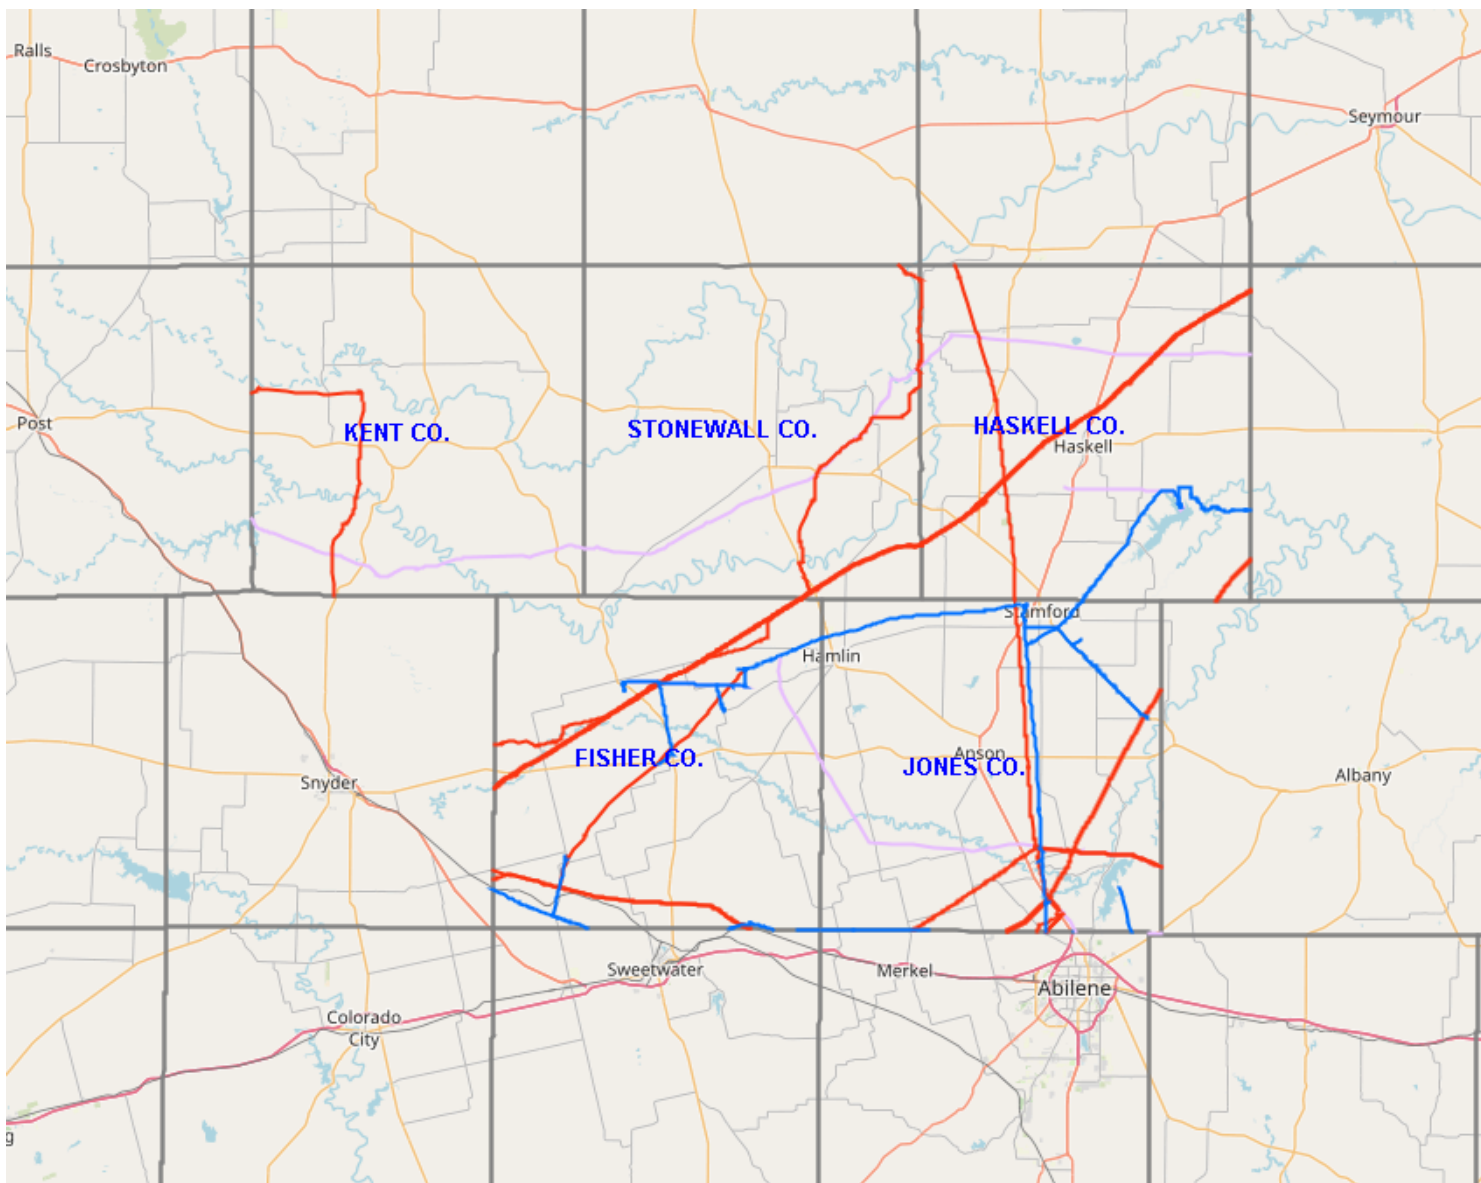 Ralls
Crosbyton
Seymour
Post
KENT CO.
STONEWALL CO.
HASKELL CO.
Haskell
Stamford
Hamlin
FISHER CO.
Anson
JONES CO.
Snyder
Albany
Sweetwater
Merkel
Abilene
Colorado
City
g